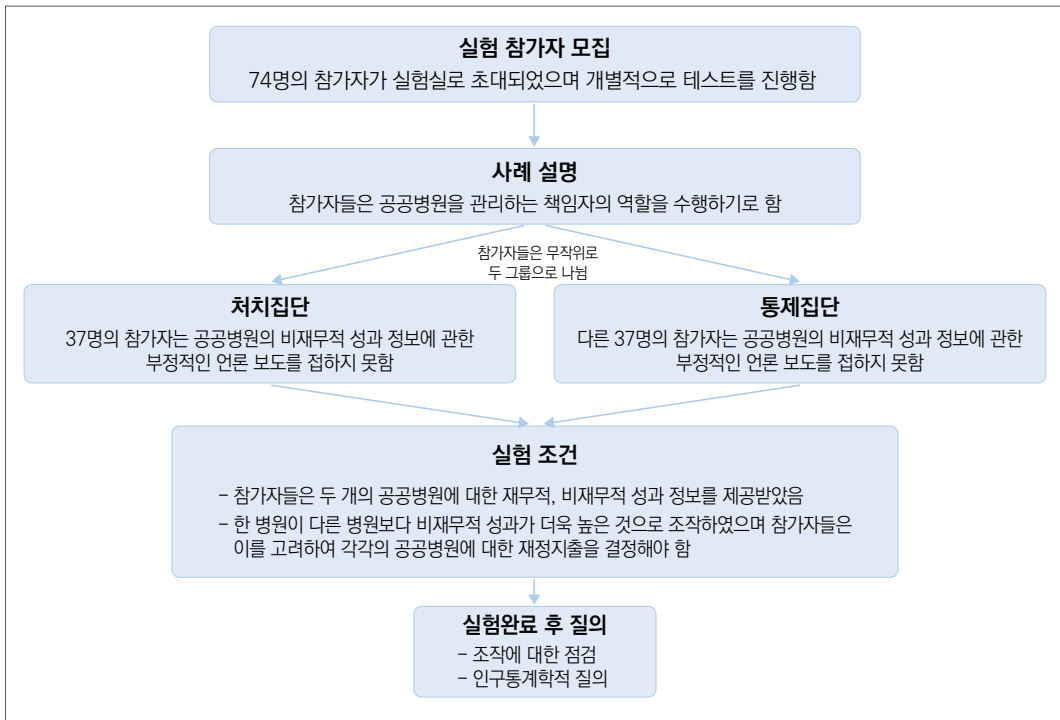 실험 참가자 모집
74명의 참가자가 실험실로 초대되었으며 개별적으로 테스트를 진행함
사례 설명
참가자들은 공공병원을 관리하는 책임자의 역할을 수행하기로 함
참가자들은 무작위로
두 그룹으로 나뉨
처치집단
37명의 참가자는 공공병원의 비재무적 성과 정보에 관한
부정적인 언론 보도를 접하지 못함
통제집단
다른 37명의 참가자는 공공병원의 비재무적 성과 정보에 관한
부정적인 언론 보도를 접하지 못함
실험 조건
– 참가자들은 두 개의 공공병원에 대한 재무적, 비재무적 성과 정보를 제공받았음
– 한 병원이 다른 병원보다 비재무적 성과가 더욱 높은 것으로 조작하였으며 참가자들은
이를 고려하여 각각의 공공병원에 대한 재정지출을 결정해야 함
실험완료 후 질의
– 조작에 대한 점검
– 인구통계학적 질의